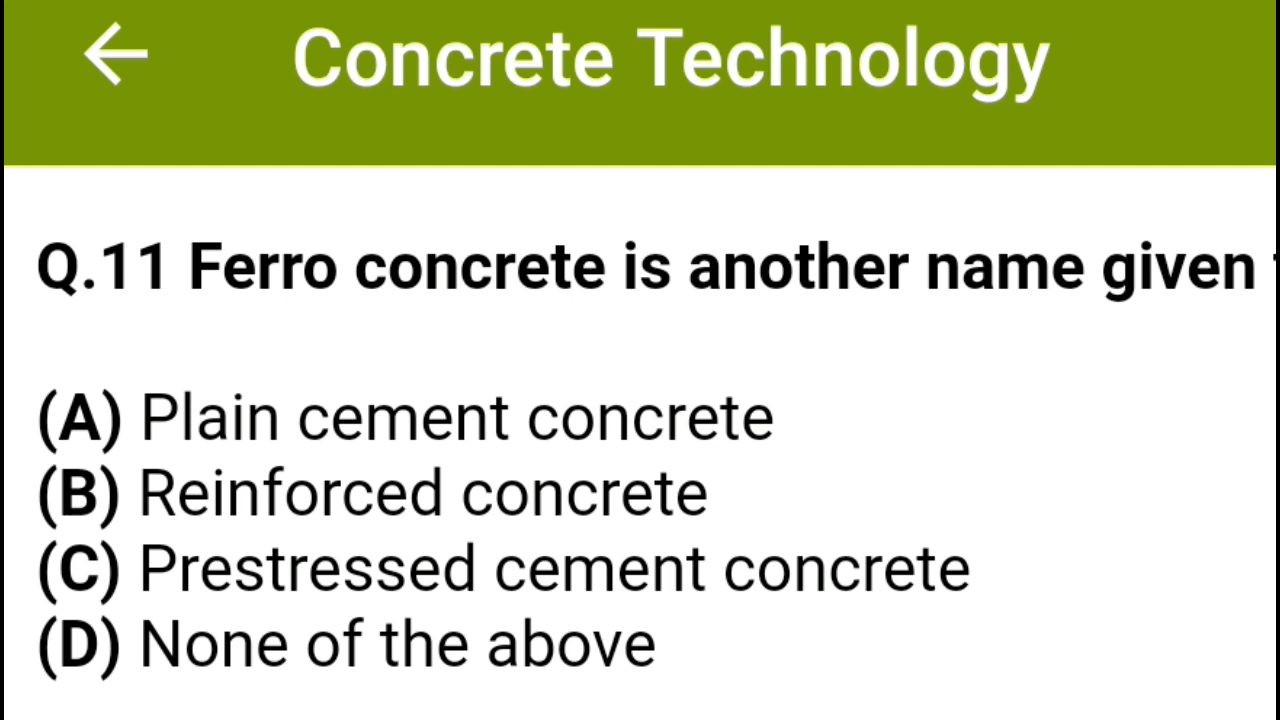 Concrete Technology
Q.11 Ferro concrete is another name given
(A) Plain cement concrete
(B) Reinforced concrete
(C) Prestressed cement concrete
(D) None of the above